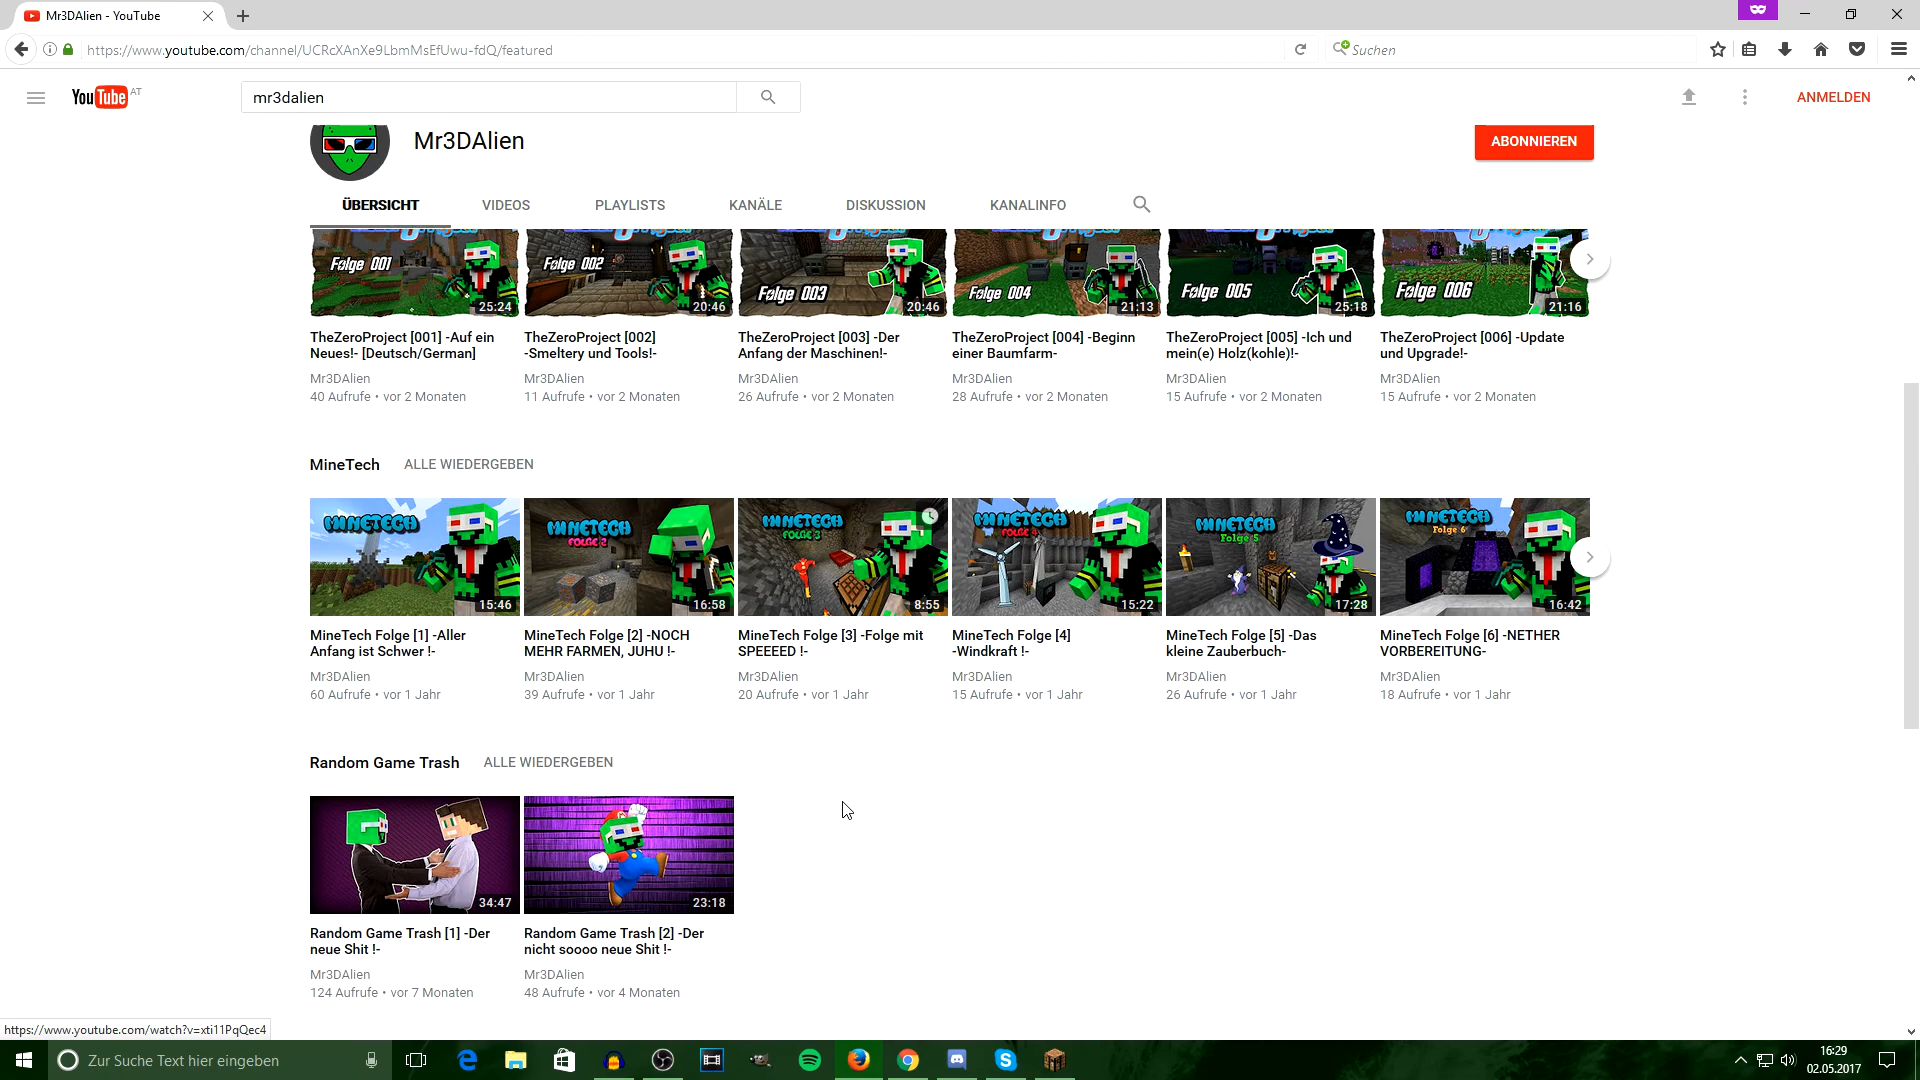 Mr3DAlien - YouTube
https://www.youtube.com/channel/UCRcXAnXe9LbmMsEfUwu-fdQ/featured
Suchen
YouTube AT
mr3dalien
ANMELDEN
Mr3DAlien
ABONNIEREN
ÜBERSICHT VIDEOS PLAYLISTS KANÄLE DISKUSSION KANALINFO
Folge 001
25:24
Folge 002
20:46
Folge 003
20:46
Folge 004
21:13
Folge 005
25:18
Folge 006
21:16
TheZeroProject [001] -Auf ein
Neues!- [Deutsch/German]
Mr3DAlien
40 Aufrufe • vor 2 Monaten
TheZeroProject [002]
-Smeltery und Tools!-
Mr3DAlien
11 Aufrufe • vor 2 Monaten
TheZeroProject [003] -Der
Anfang der Maschinen!-
Mr3DAlien
26 Aufrufe • vor 2 Monaten
TheZeroProject [004] -Beginn
einer Baumfarm-
Mr3DAlien
28 Aufrufe • vor 2 Monaten
TheZeroProject [005] -Ich und
mein(e) Holz(kohle)!-
Mr3DAlien
15 Aufrufe • vor 2 Monaten
TheZeroProject [006] -Update
und Upgrade!-
Mr3DAlien
15 Aufrufe • vor 2 Monaten
MineTech ALLE WIEDERGEBEN
MINETECH
15:46
MINETECH
FOLGE 2
16:58
MINETECH
FOLGE 3
8:55
MINETECH
FOLGE 4
15:22
MINETECH
Folge 5
17:28
MINETECH
Folge 6
16:42
MineTech Folge [1] -Aller
Anfang ist Schwer !-
Mr3DAlien
60 Aufrufe • vor 1 Jahr
MineTech Folge [2] -NOCH
MEHR FARMEN, JUHU !-
Mr3DAlien
39 Aufrufe • vor 1 Jahr
MineTech Folge [3] -Folge mit
SPEEEED !-
Mr3DAlien
20 Aufrufe • vor 1 Jahr
MineTech Folge [4]
-Windkraft !-
Mr3DAlien
15 Aufrufe • vor 1 Jahr
MineTech Folge [5] -Das
kleine Zauberbuch-
Mr3DAlien
26 Aufrufe • vor 1 Jahr
MineTech Folge [6] -NETHER
VORBEREITUNG-
Mr3DAlien
18 Aufrufe • vor 1 Jahr
Random Game Trash ALLE WIEDERGEBEN
34:47
23:18
Random Game Trash [1] -Der
neue Shit !-
Mr3DAlien
124 Aufrufe • vor 7 Monaten
Random Game Trash [2] -Der
nicht soooo neue Shit !-
Mr3DAlien
48 Aufrufe • vor 4 Monaten
https://www.youtube.com/watch?v=xti11PqQec4
Zur Suche Text hier eingeben
16:29
02.05.2017